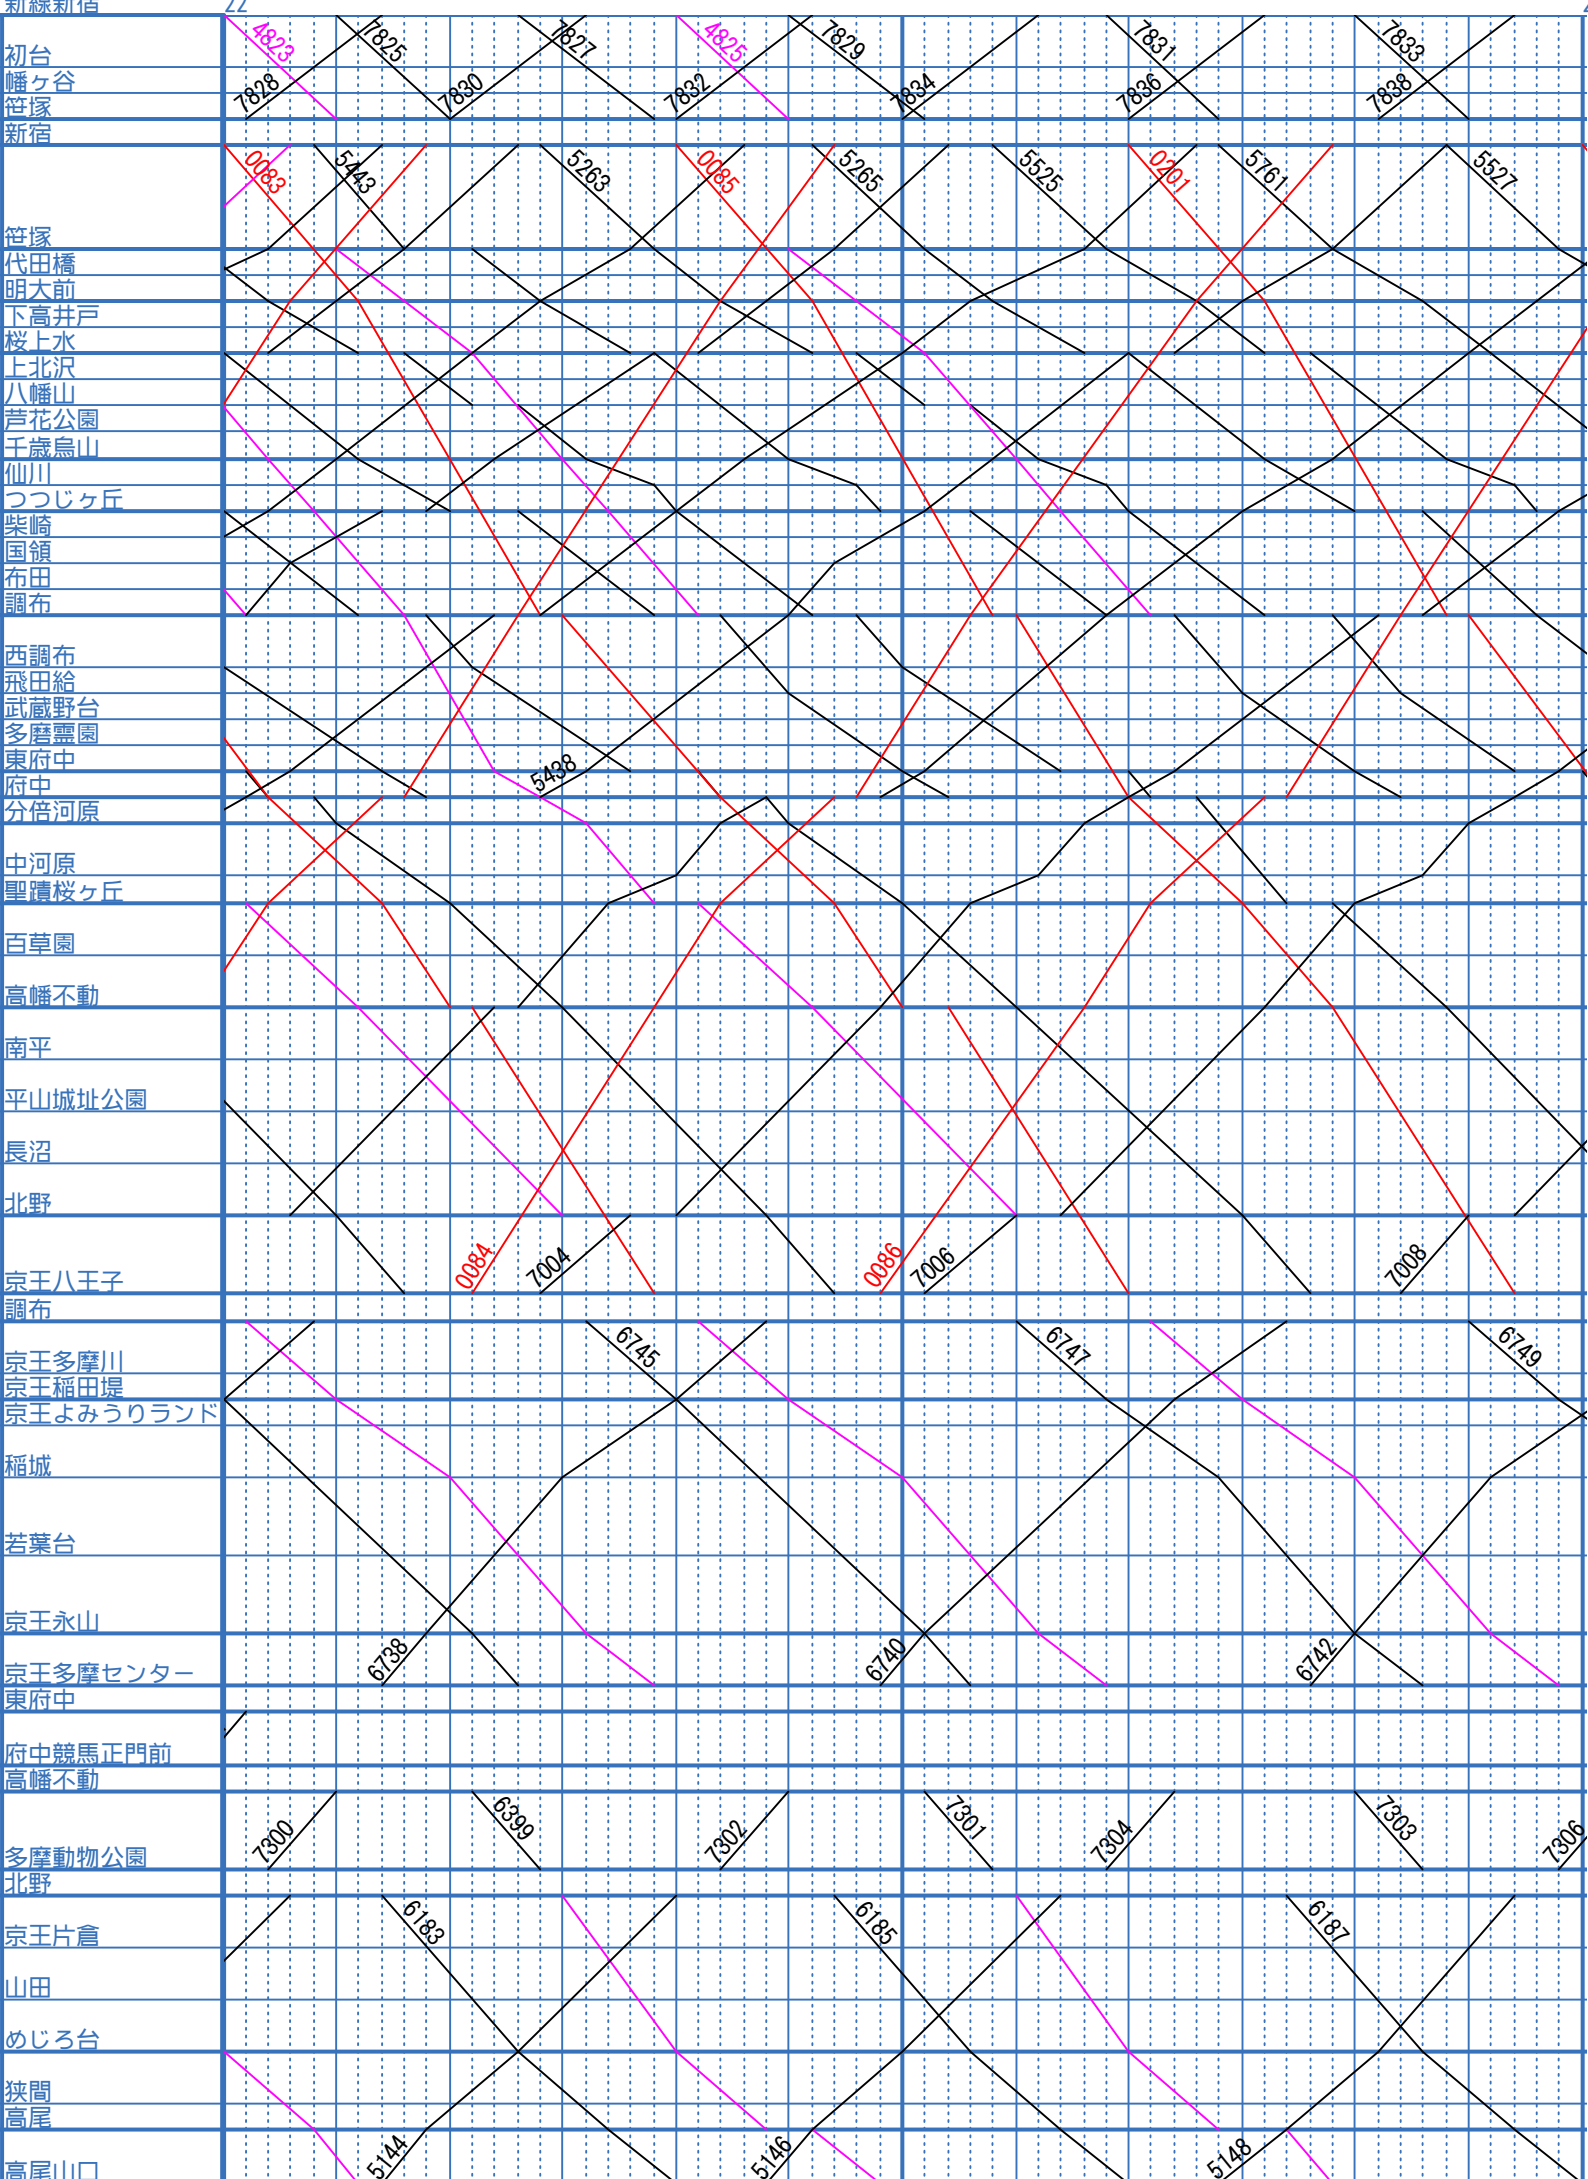 新線新宿 22
4823 7825 7827 4825 7829 7831 7833
初台
幡ヶ谷
7828 7830 7832 7834 7836 7838
笹塚
新宿
0083 5443 5263 0085 5265 5525 0201 5761 5527
笹塚
代田橋
明大前
下高井戸
桜上水
上北沢
八幡山
芦花公園
千歳烏山
仙川
つつじヶ丘
柴崎
国領
布田
調布
西調布
飛田給
武蔵野台
多磨霊園
東府中
5438
府中
分倍河原
中河原
聖蹟桜ヶ丘
百草園
高幡不動
南平
平山城址公園
長沼
北野
0084 7004 0086 7006 7008
京王八王子
調布
6745 6747 6749
京王多摩川
京王稲田堤
京王よみうりランド
稲城
若葉台
京王永山
6738 6740 6742
京王多摩センター
東府中
府中競馬正門前
高幡不動
7300 6399 7302 7301 7304 7303 7306
多摩動物公園
北野
6183 6185 6187
京王片倉
山田
めじろ台
狭間
高尾
5144 5146 5148
高尾山口